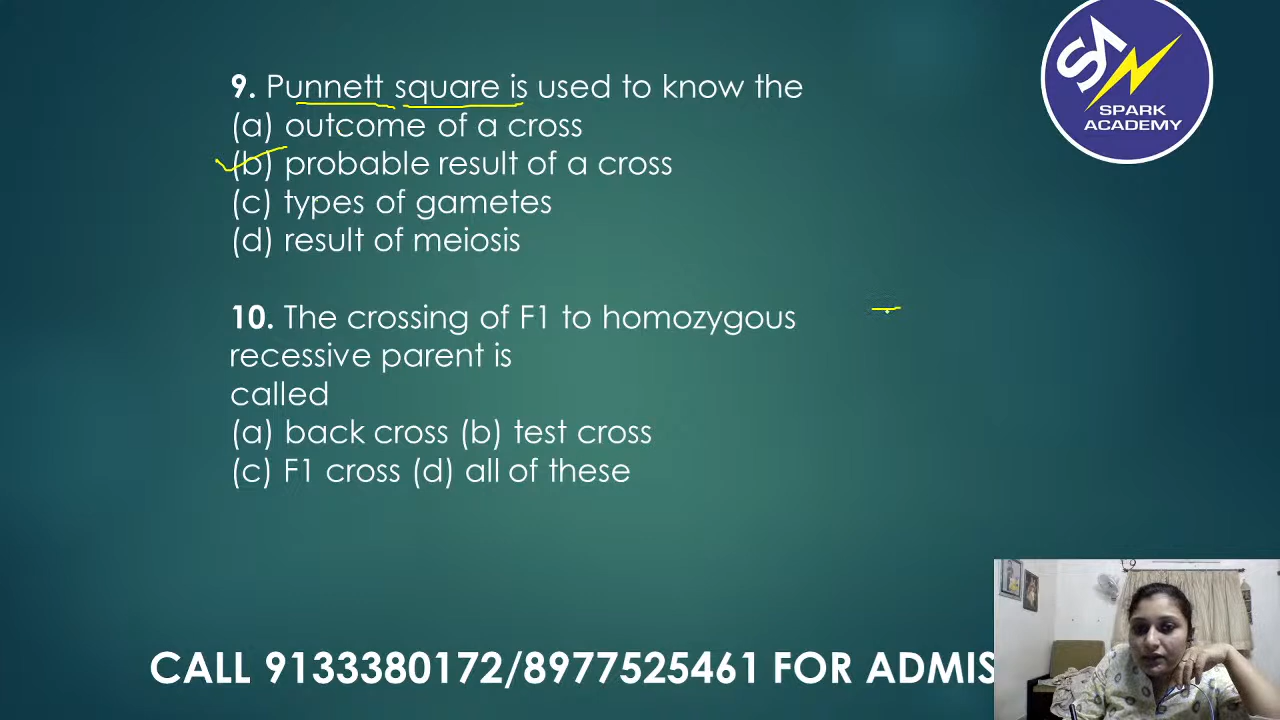 9. Punnett square is used to know the
(a) outcome of a cross
(b) probable result of a cross
(c) types of gametes
(d) result of meiosis
10. The crossing of F1 to homozygous
recessive parent is
called
(a) back cross (b) test cross
(c) F1 cross (d) all of these
SPARK
ACADEMY
CALL 9133380172/8977525461 FOR ADMIS